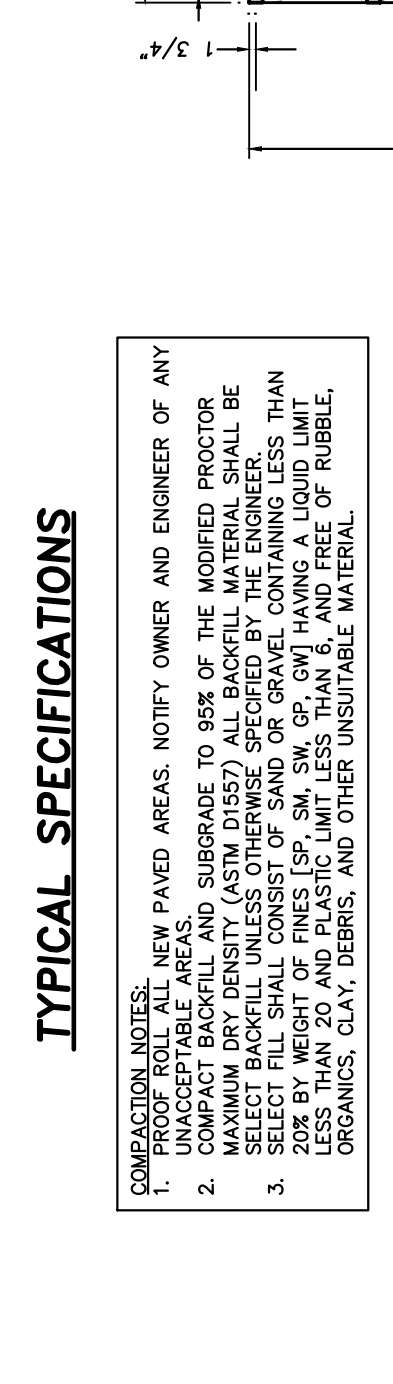 TYPICAL SPECIFICATIONS
COMPACTION NOTES:
1. PROOF ROLL ALL NEW PAVED AREAS. NOTIFY OWNER AND ENGINEER OF ANY
UNACCEPTABLE AREAS.
2. COMPACT BACKFILL AND SUBGRADE TO 95% OF THE MODIFIED PROCTOR
MAXIMUM DRY DENSITY (ASTM D1557) ALL BACKFILL MATERIAL SHALL BE
SELECT BACKFILL UNLESS OTHERWISE SPECIFIED BY THE ENGINEER.
3. SELECT FILL SHALL CONSIST OF SAND OR GRAVEL CONTAINING LESS THAN
20% BY WEIGHT OF FINES [SP, SM, SW, GP, GW] HAVING A LIQUID LIMIT
LESS THAN 20 AND PLASTIC LIMIT LESS THAN 6, AND FREE OF RUBBLE,
ORGANICS, CLAY, DEBRIS, AND OTHER UNSUITABLE MATERIAL.
1 3/4"